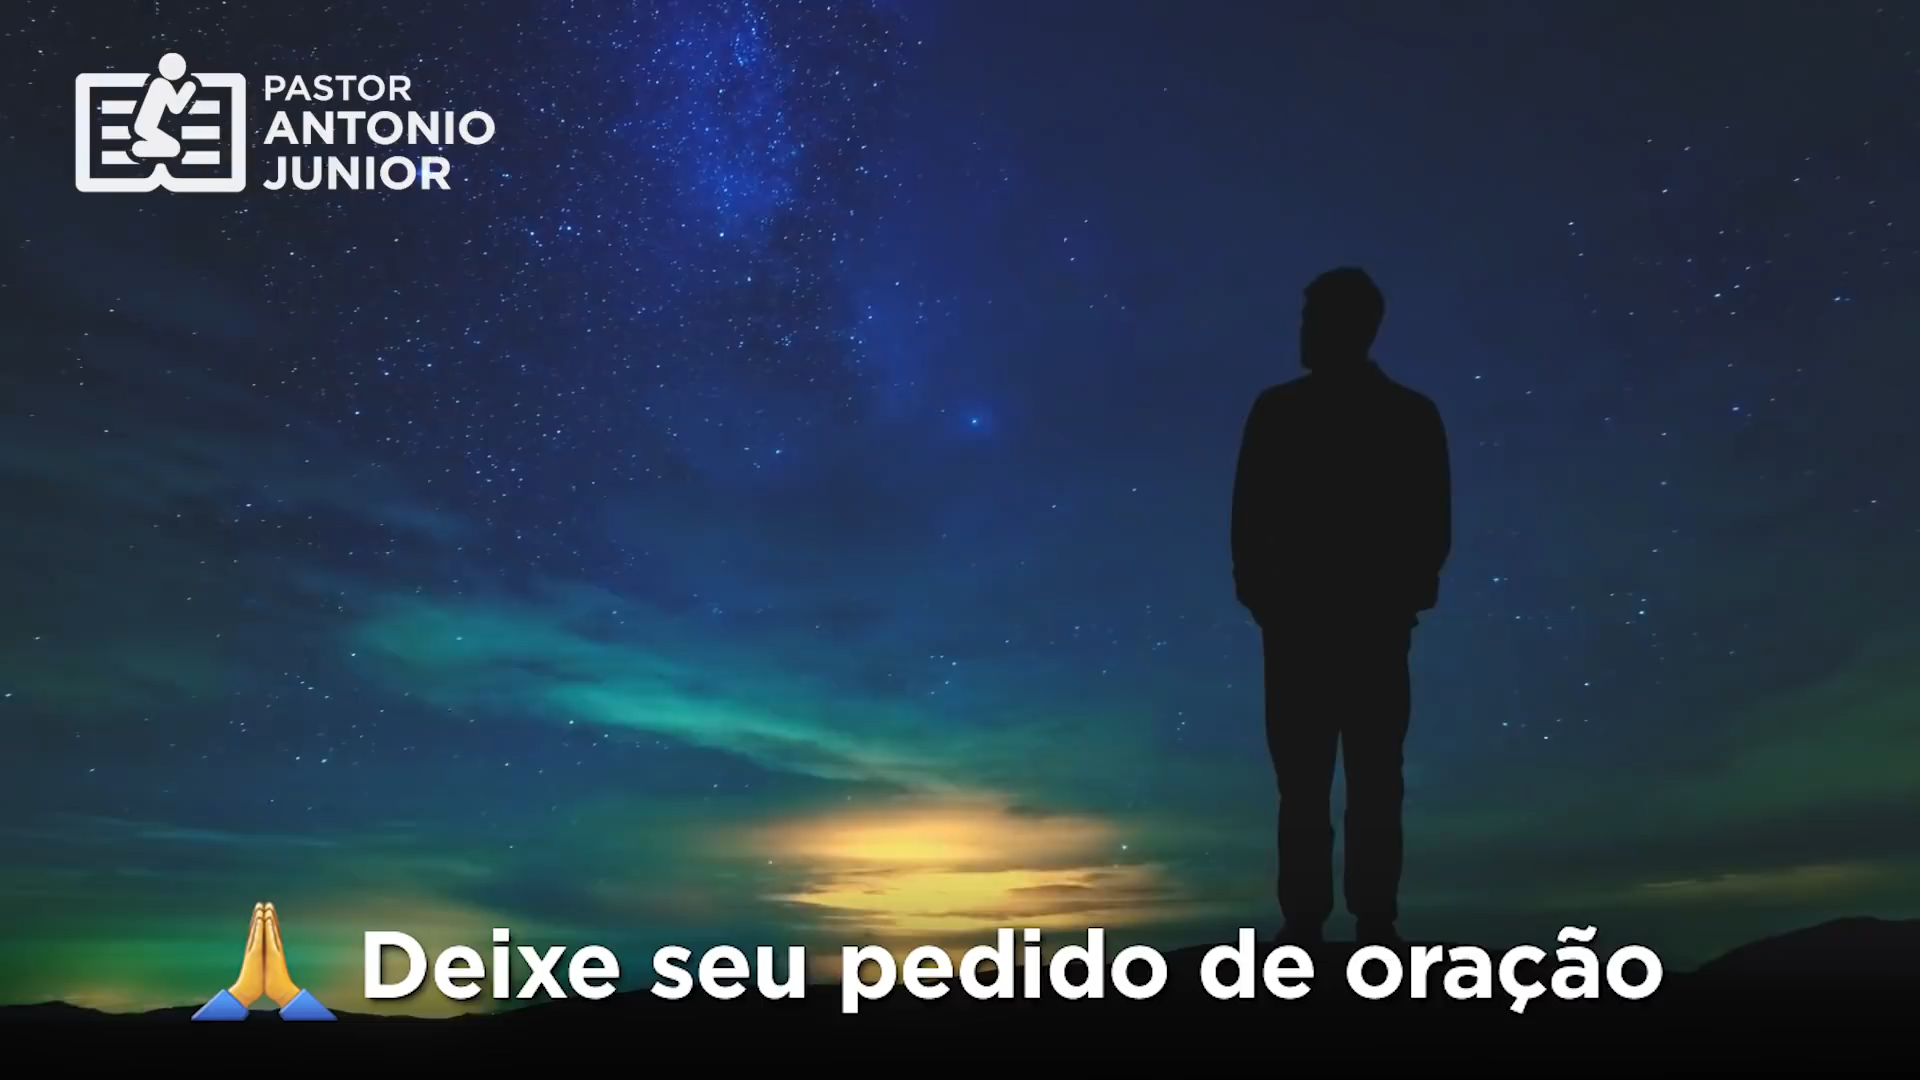 PASTOR
ANTONIO
JUNIOR
🙏 Deixe seu pedido de oração